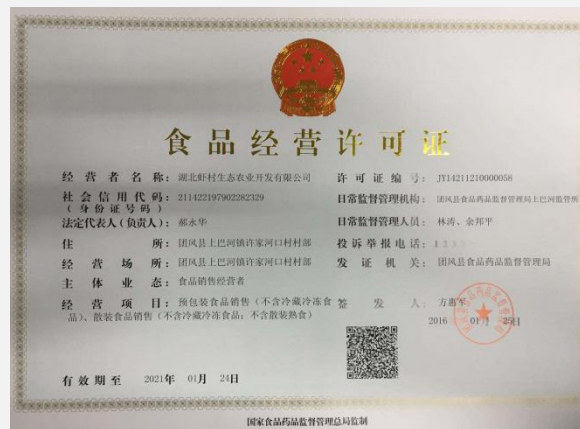 食品经营许可证
经营者名称：湖北虾村生态农业开发有限公司
许可证编号：JY14211210000058
社会信用代码：211422197902282329
（身份证号码）
日常监督管理机构：团风县食品药品监督管理局上巴河监管所
法定代表人（负责人）：郝永华
日常监督管理人员：林涛、余邦平
住所：团风县上巴河镇许家河口村村部
投诉举报电话：
经营场所：团风县上巴河镇许家河口村村部
发证机关：团风县食品药品监督管理局
主体业态：食品销售经营者
经营项目：预包装食品销售（不含冷藏冷冻食
品）、散装食品销售（不含冷藏冷冻食品；不含散装熟食）
签发人：方惠军
2016 01月 25日
有效期至 2021年 01月 24日
国家食品药品监督管理总局监制